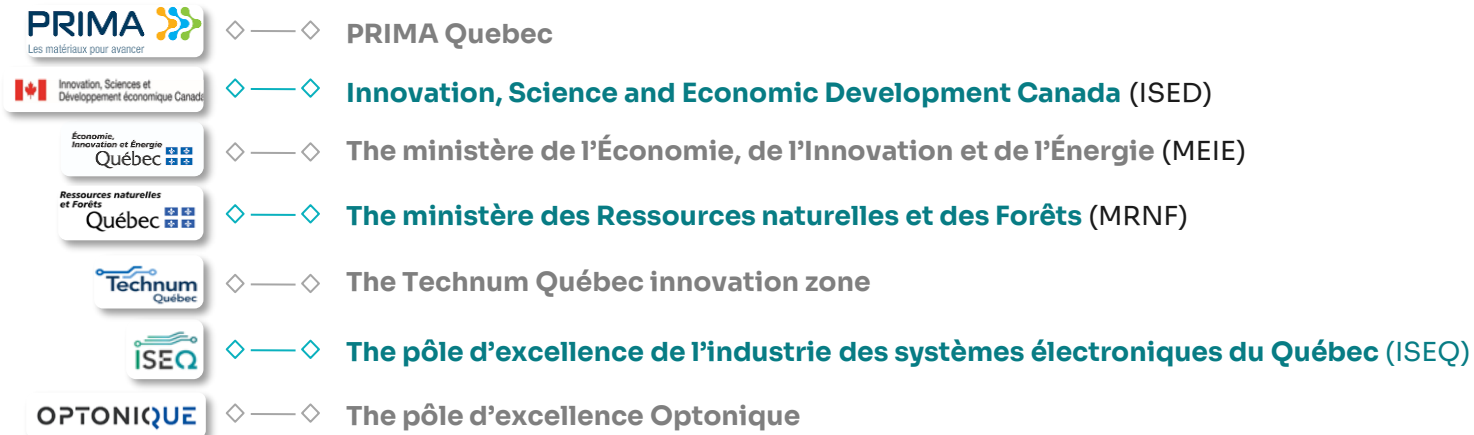 PRIMA
Les matériaux pour avancer
PRIMA Quebec
Innovation, Sciences et
Développement économique Canada
Innovation, Science and Economic Development Canada (ISED)
Économie,
Innovation et Énergie
Québec
The ministère de l’Économie, de l’Innovation et de l’Énergie (MEIE)
Ressources naturelles
et Forêts
Québec
The ministère des Ressources naturelles et des Forêts (MRNF)
Technum
Québec
The Technum Québec innovation zone
ISEQ
The pôle d’excellence de l’industrie des systèmes électroniques du Québec (ISEQ)
OPTONIQUE
The pôle d’excellence Optonique